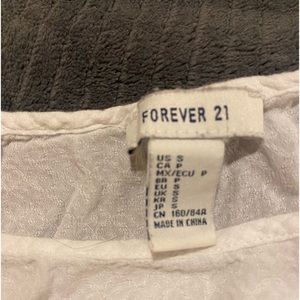 FOREVER 21
US S
CA P
MX/ECU P
BR P
EU S
UK S
KR S
JP S
CN 160/84A
MADE IN CHINA